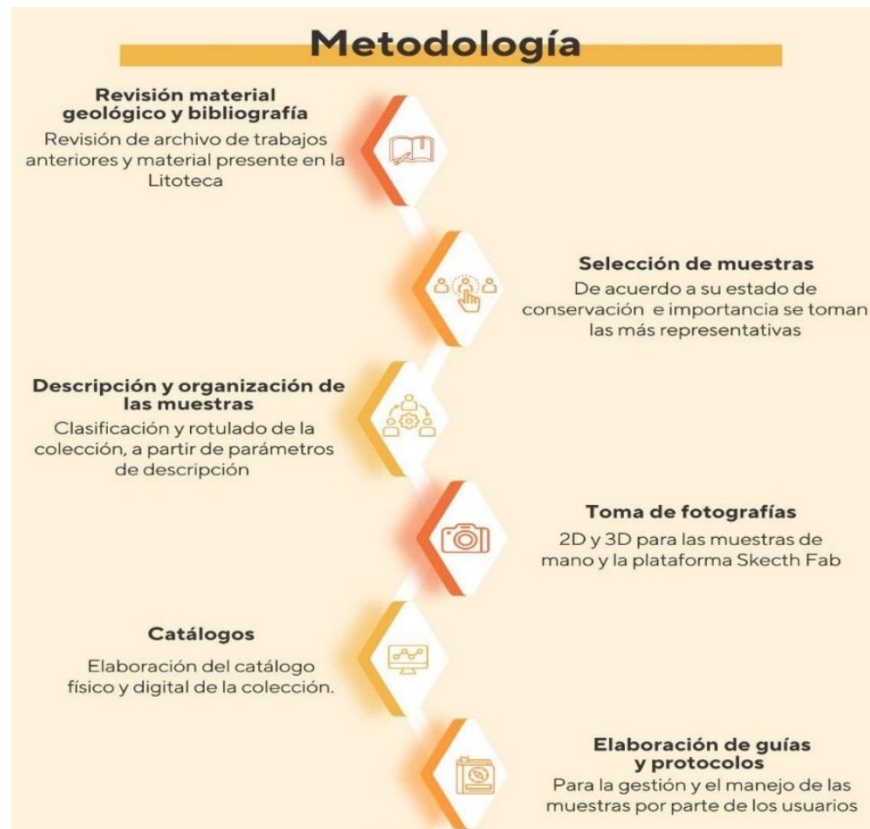 Metodología
Revisión material
geológico y bibliografía
Revisión de archivo de trabajos
anteriores y material presente en la
Litoteca
Selección de muestras
De acuerdo a su estado de
conservación e importancia se toman
las más representativas
Descripción y organización de
las muestras
Clasificación y rotulado de la
colección, a partir de parámetros
de descripción
Toma de fotografías
2D y 3D para las muestras de
mano y la plataforma Skecth Fab
Catálogos
Elaboración del catálogo
físico y digital de la colección.
Elaboración de guías
y protocolos
Para la gestión y el manejo de las
muestras por parte de los usuarios